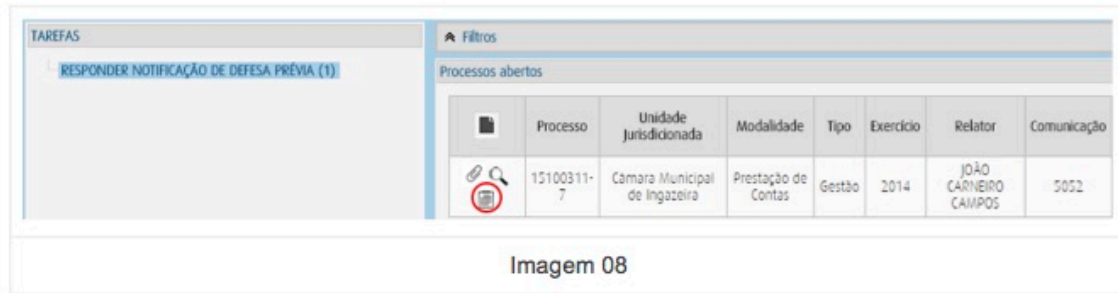 TAREFAS
RESPONDER NOTIFICAÇÃO DE DEFESA PRÉVIA (1)
Filtros
Processos abertos
Processo
Unidade
Jurisdicionada
Modalidade
Tipo
Exercício
Relator
Comunicação
15100311-
7
Câmara Municipal
de Ingazeira
Prestação de
Contas
Gestão
2014
JOÃO
CARNEIRO
CAMPOS
5052
Imagem 08